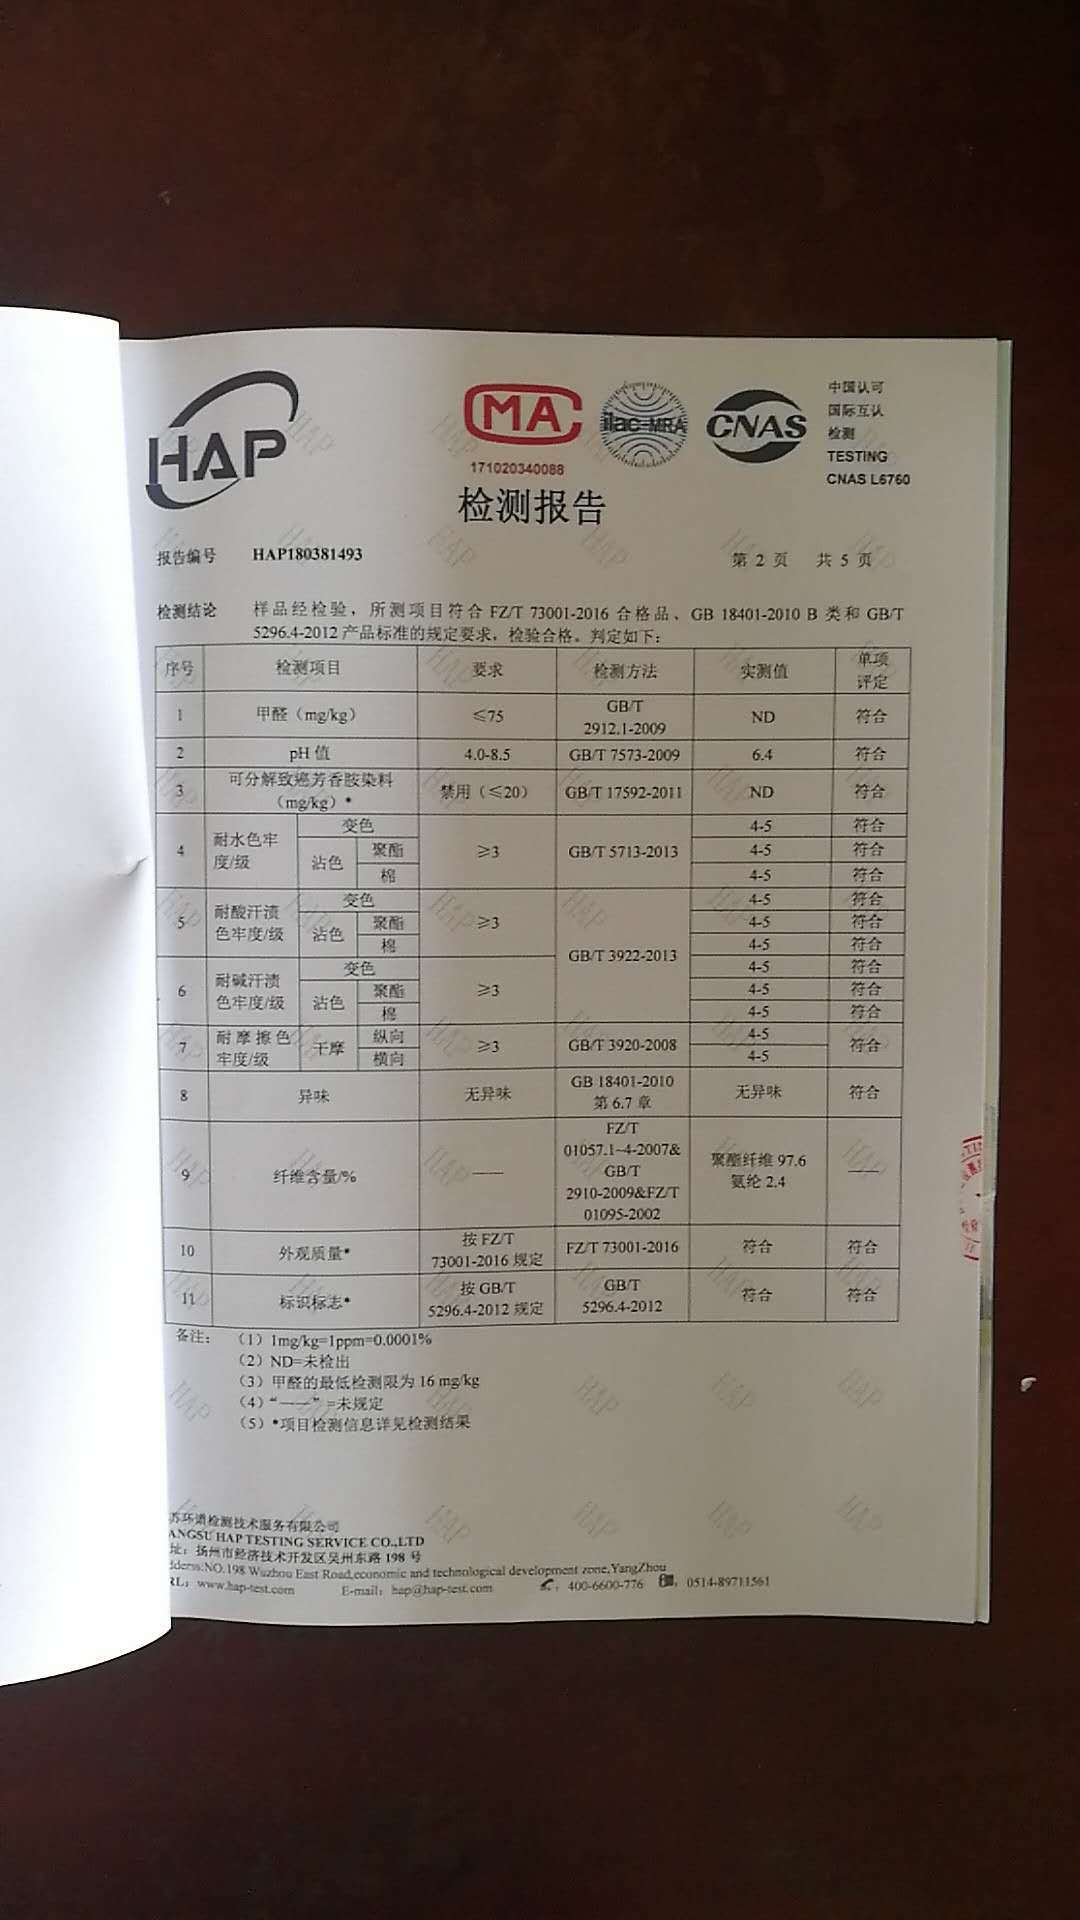 HAP
MA
171020340088
ilac-MRA
CNAS
中国认可
国际互认
检测
TESTING
CNAS L6760
检测报告
报告编号 HAP180381493 第 2 页 共 5 页
检测结论 样品经检验，所测项目符合 FZ/T 73001-2016 合格品、GB 18401-2010 B 类和 GB/T
5296.4-2012 产品标准的规定要求，检验合格。判定如下：
序号 检测项目 要求 检测方法 实测值 单项评定
1 甲醛（mg/kg） ≤75 GB/T 2912.1-2009 ND 符合
2 pH 值 4.0-8.5 GB/T 7573-2009 6.4 符合
3 可分解致癌芳香胺染料（mg/kg）* 禁用（≤20） GB/T 17592-2011 ND 符合
4 耐水色牢度/级 变色 ≥3 GB/T 5713-2013 4-5 符合
沾色 聚酯 4-5 符合
棉 4-5 符合
5 耐酸汗渍色牢度/级 变色 ≥3 GB/T 3922-2013 4-5 符合
沾色 聚酯 4-5 符合
棉 4-5 符合
6 耐碱汗渍色牢度/级 变色 ≥3 4-5 符合
沾色 聚酯 4-5 符合
棉 4-5 符合
7 耐摩擦色牢度/级 干摩 纵向 ≥3 GB/T 3920-2008 4-5 符合
横向 4-5
8 异味 无异味 GB 18401-2010 第 6.7 章 无异味 符合
9 纤维含量/% —— FZ/T 01057.1~4-2007&GB/T 2910-2009&FZ/T 01095-2002 聚酯纤维 97.6 氨纶 2.4 ——
10 外观质量* 按 FZ/T 73001-2016 规定 FZ/T 73001-2016 符合 符合
11 标识标志* 按 GB/T 5296.4-2012 规定 GB/T 5296.4-2012 符合 符合
备注： （1）1mg/kg=1ppm=0.0001%
（2）ND=未检出
（3）甲醛的最低检测限为 16 mg/kg
（4）“——”=未规定
（5）*项目检测信息详见检测结果
苏环谱检测技术服务有限公司
ANGSU HAP TESTING SERVICE CO.,LTD
址：扬州市经济技术开发区吴州东路 198 号
dderss:NO.198 Wuzhou East Road,economic and technological development zone,YangZhou
RL：www.hap-test.com E-mail：hap@hap-test.com ：400-6600-776 ：0514-89711561